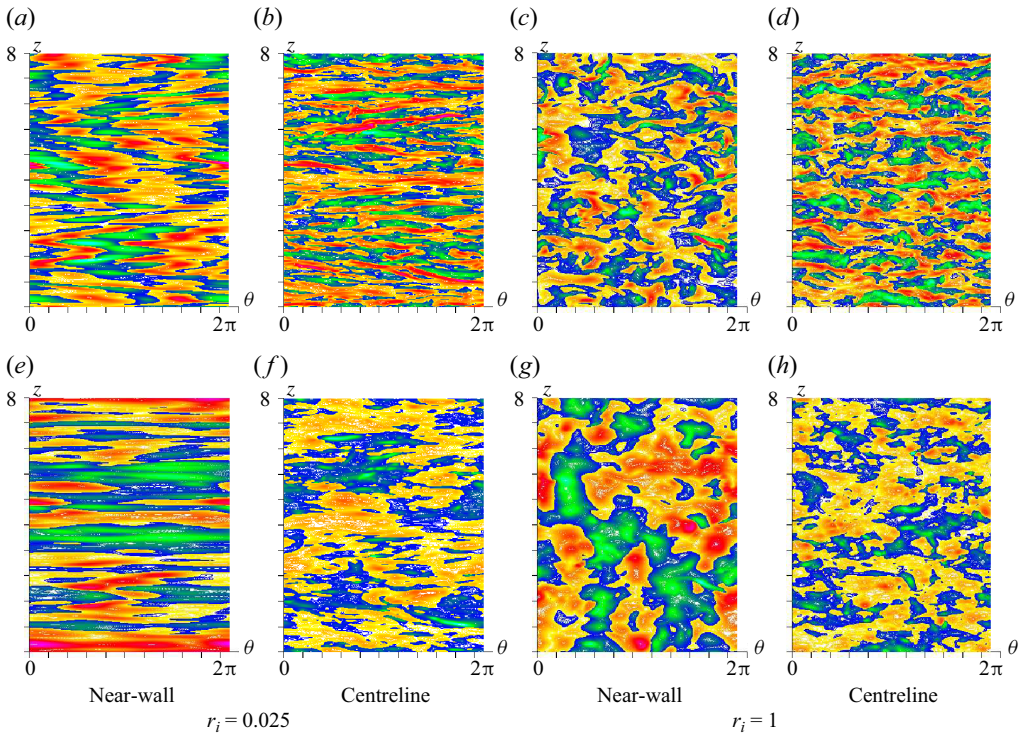 (a) (b) (c) (d)
z z z z
8 8 8 8
θ θ θ θ
0 2π 0 2π 0 2π 0 2π
(e) (f) (g) (h)
z z z z
8 8 8 8
θ θ θ θ
0 2π 0 2π 0 2π 0 2π
Near-wall Centreline Near-wall Centreline
r_i = 0.025 r_i = 1